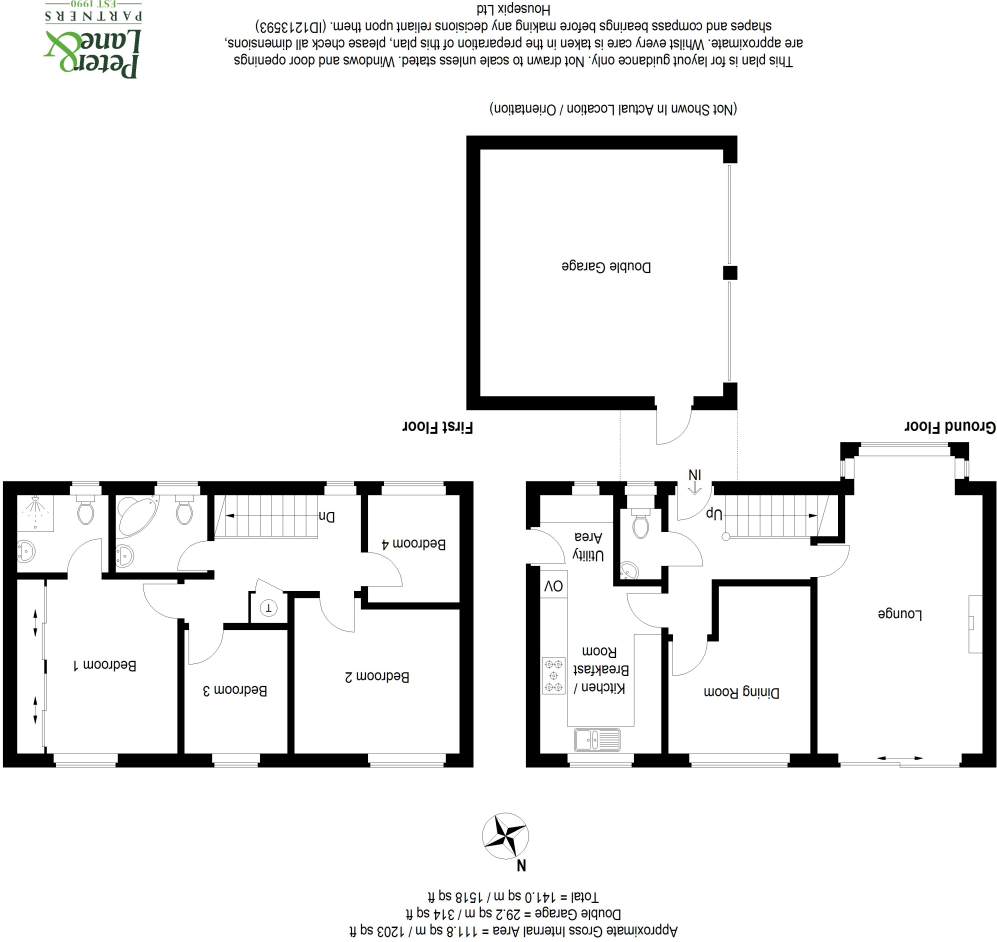 Approximate Gross Internal Area = 111.8 sq m / 1203 sq ft
Double Garage = 29.2 sq m / 314 sq ft
Total = 141.0 sq m / 1518 sq ft
N
Lounge
Dining Room
Kitchen /
Breakfast
Room
OV
Utility
Area
Up
IN
Ground Floor
Bedroom 2
Bedroom 3
Bedroom 1
T
Bedroom 4
Dn
First Floor
Double Garage
(Not Shown In Actual Location / Orientation)
This plan is for layout guidance only. Not drawn to scale unless stated. Windows and door openings
are approximate. Whilst every care is taken in the preparation of this plan, please check all dimensions,
shapes and compass bearings before making any decisions reliant upon them. (ID1213593)
Housepix Ltd
Peter
Lane &
PARTNERS
EST 1990